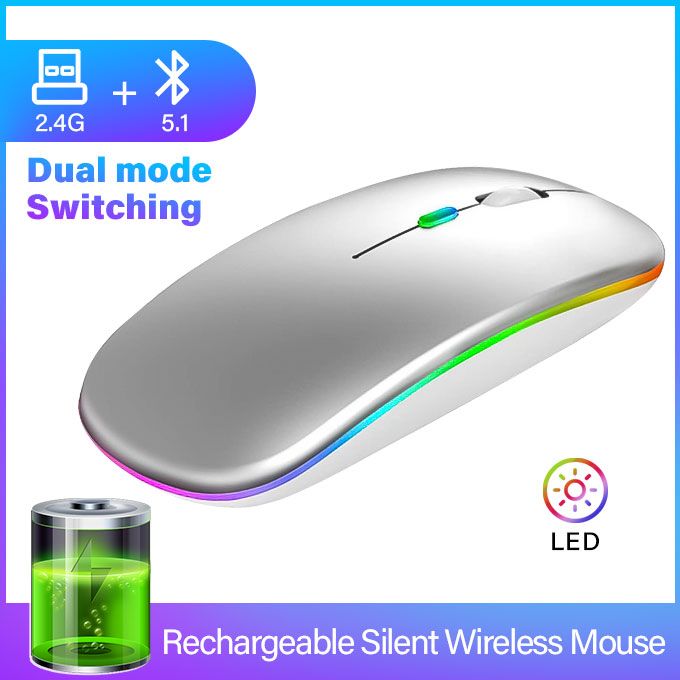 2.4G + 5.1
Dual mode
Switching
LED
Rechargeable Silent Wireless Mouse